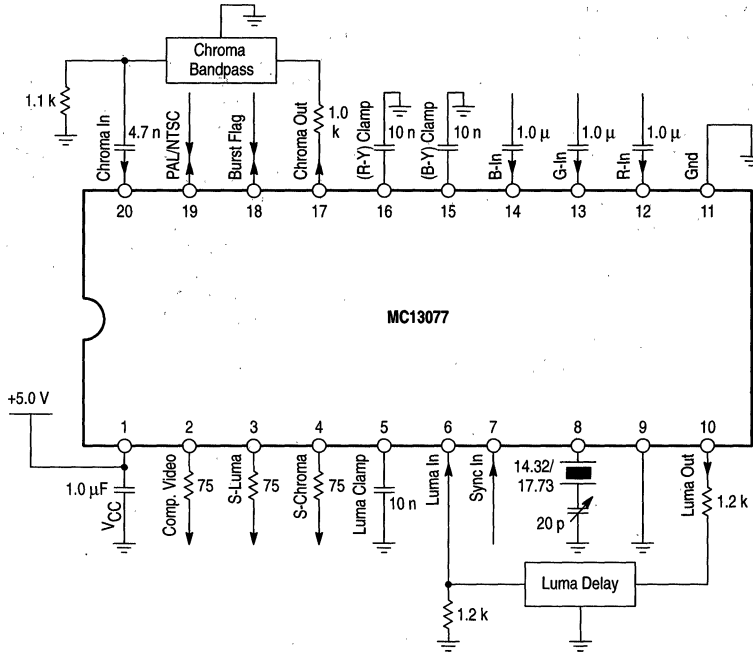 Chroma
Bandpass
1.1 k
Chroma In
4.7 n
PAL/NTSC
Burst Flag
Chroma Out
1.0
k
(R-Y) Clamp
10 n
(B-Y) Clamp
10 n
B-In
1.0 µ
G-In
1.0 µ
R-In
1.0 µ
Gnd
20
19
18
17
16
15
14
13
12
11
MC13077
+5.0 V
1
2
3
4
5
6
7
8
9
10
1.0 µF
VCC
Comp. Video
75
S-Luma
75
S-Chroma
75
Luma Clamp
10 n
Luma In
Sync In
14.32/
17.73
20 p
Luma Out
1.2 k
Luma Delay
1.2 k